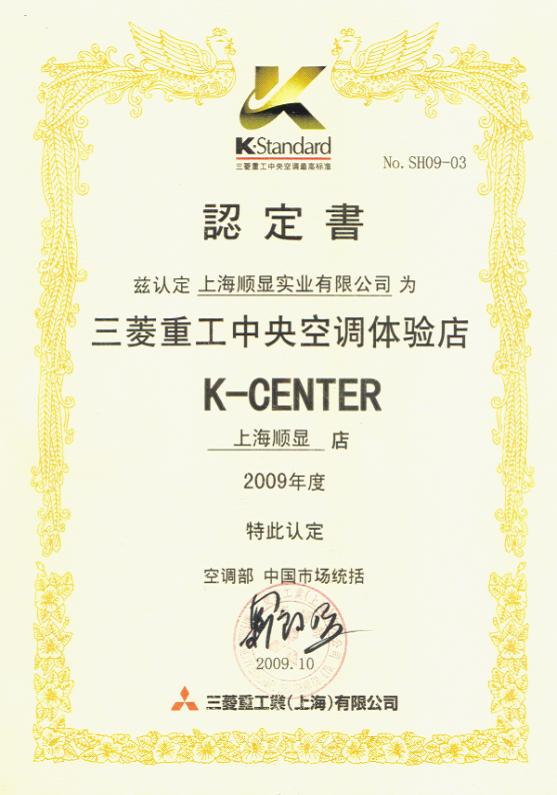 K·Standard
三菱重工中央空调最高标准
No. SH09-03
認定書
兹认定 上海顺显实业有限公司 为
三菱重工中央空调体验店
K-CENTER
上海顺显 店
2009年度
特此认定
空调部 中国市场统括
2009.10
三菱重工業(上海)有限公司